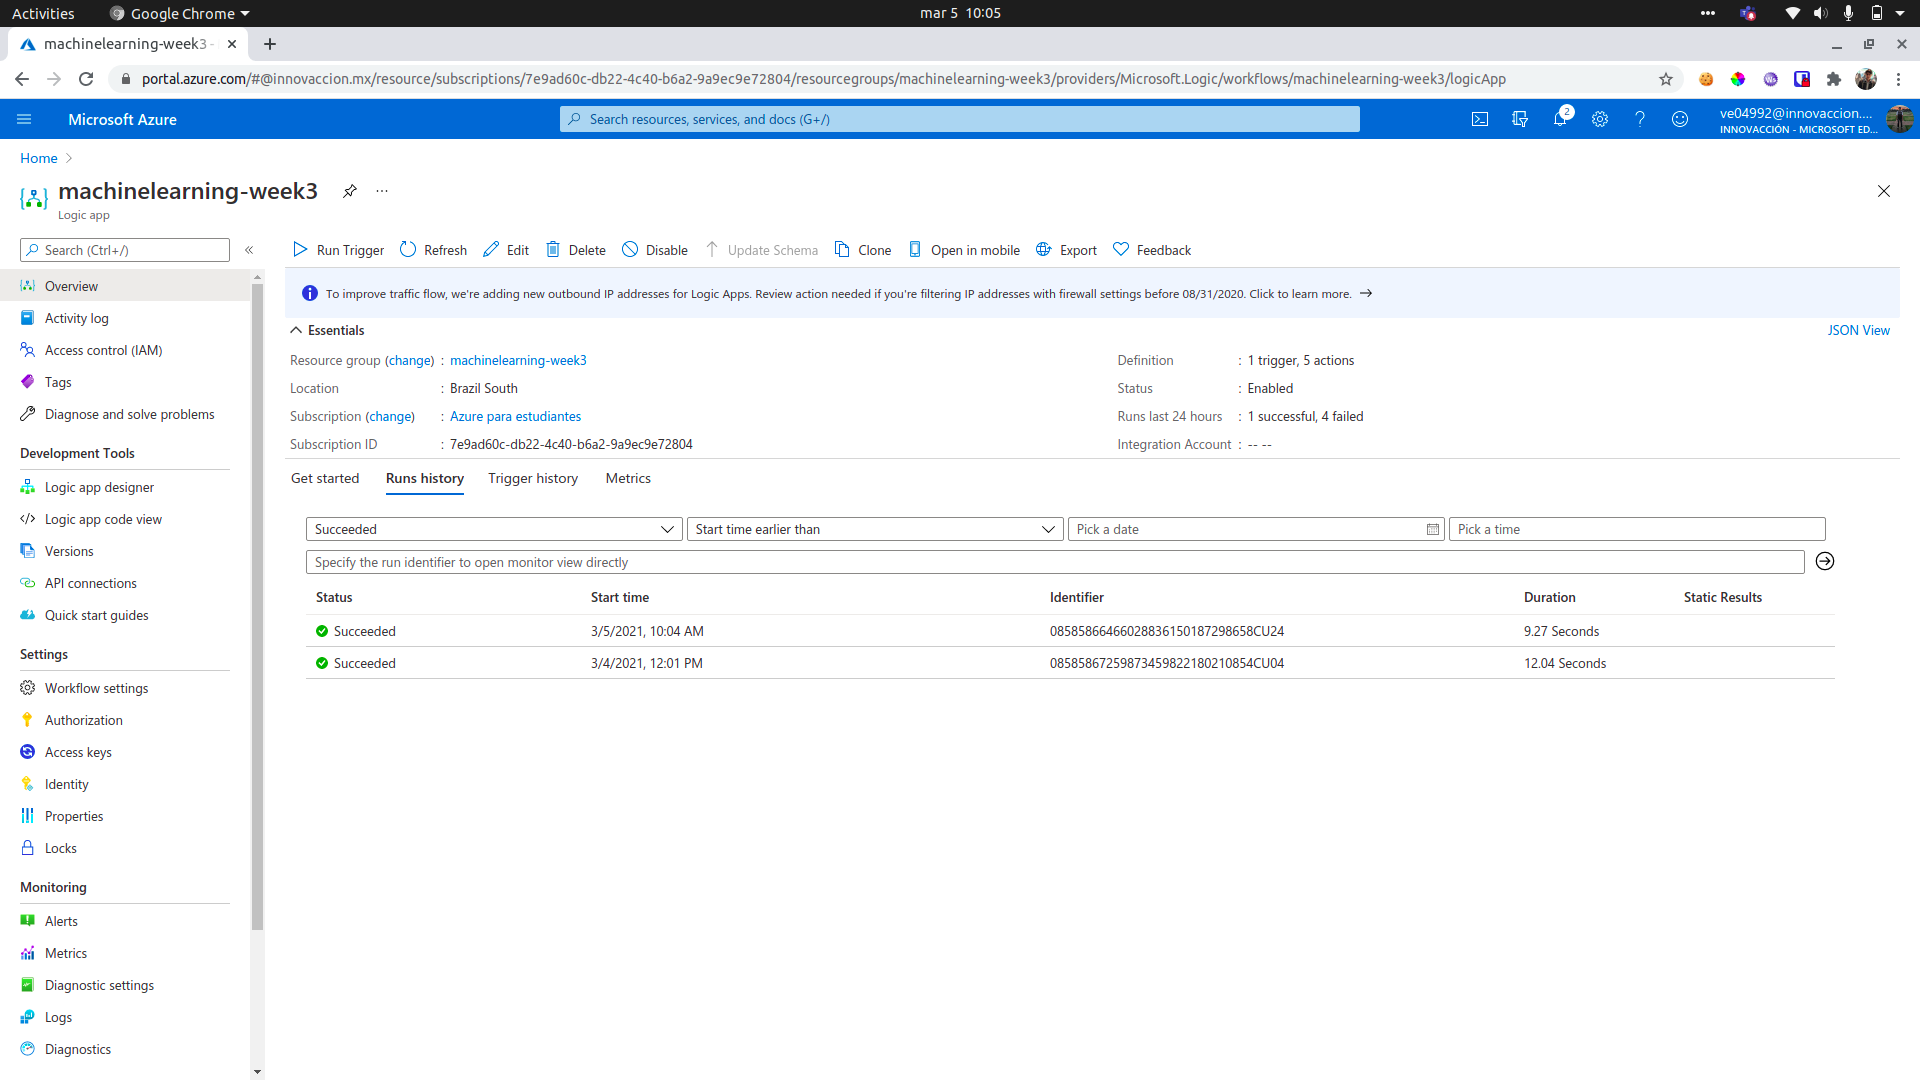 Activities
Google Chrome
mar 5 10:05
machinelearning-week3 -
portal.azure.com/#@innovaccion.mx/resource/subscriptions/7e9ad60c-db22-4c40-b6a2-9a9ec9e72804/resourcegroups/machinelearning-week3/providers/Microsoft.Logic/workflows/machinelearning-week3/logicApp
Microsoft Azure
Search resources, services, and docs (G+/)
2
ve04992@innovaccion....
INNOVACCIÓN - MICROSOFT ED...
Home
machinelearning-week3
Logic app
Search (Ctrl+/)
Run Trigger
Refresh
Edit
Delete
Disable
Update Schema
Clone
Open in mobile
Export
Feedback
Overview
Activity log
Access control (IAM)
Tags
Diagnose and solve problems
Development Tools
Logic app designer
Logic app code view
Versions
API connections
Quick start guides
Settings
Workflow settings
Authorization
Access keys
Identity
Properties
Locks
Monitoring
Alerts
Metrics
Diagnostic settings
Logs
Diagnostics
To improve traffic flow, we're adding new outbound IP addresses for Logic Apps. Review action needed if you're filtering IP addresses with firewall settings before 08/31/2020. Click to learn more.
Essentials
JSON View
Resource group (change) : machinelearning-week3
Location : Brazil South
Subscription (change) : Azure para estudiantes
Subscription ID : 7e9ad60c-db22-4c40-b6a2-9a9ec9e72804
Definition : 1 trigger, 5 actions
Status : Enabled
Runs last 24 hours : 1 successful, 4 failed
Integration Account : -- --
Get started
Runs history
Trigger history
Metrics
Succeeded
Start time earlier than
Pick a date
Pick a time
Specify the run identifier to open monitor view directly
Status Start time Identifier Duration Static Results
Succeeded 3/5/2021, 10:04 AM 08585866466028836150187298658CU24 9.27 Seconds
Succeeded 3/4/2021, 12:01 PM 08585867259873459822180210854CU04 12.04 Seconds